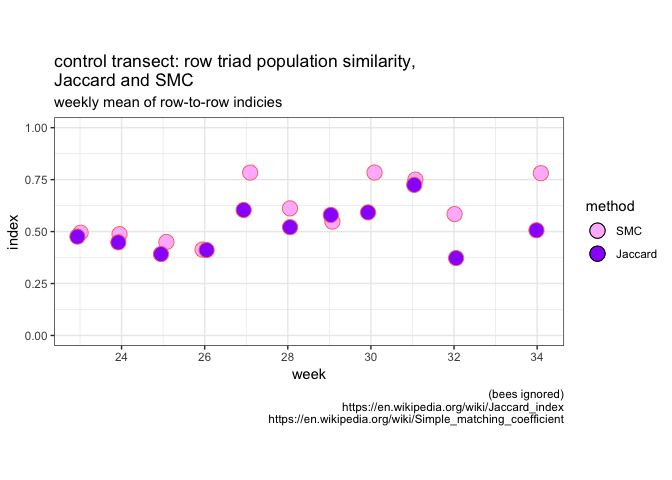 control transect: row triad population similarity,
Jaccard and SMC
weekly mean of row-to-row indicies
1.00
0.75
0.50
0.25
0.00
index
24
26
28
30
32
34
week
method
SMC
Jaccard
(bees ignored)
https://en.wikipedia.org/wiki/Jaccard_index
https://en.wikipedia.org/wiki/Simple_matching_coefficient